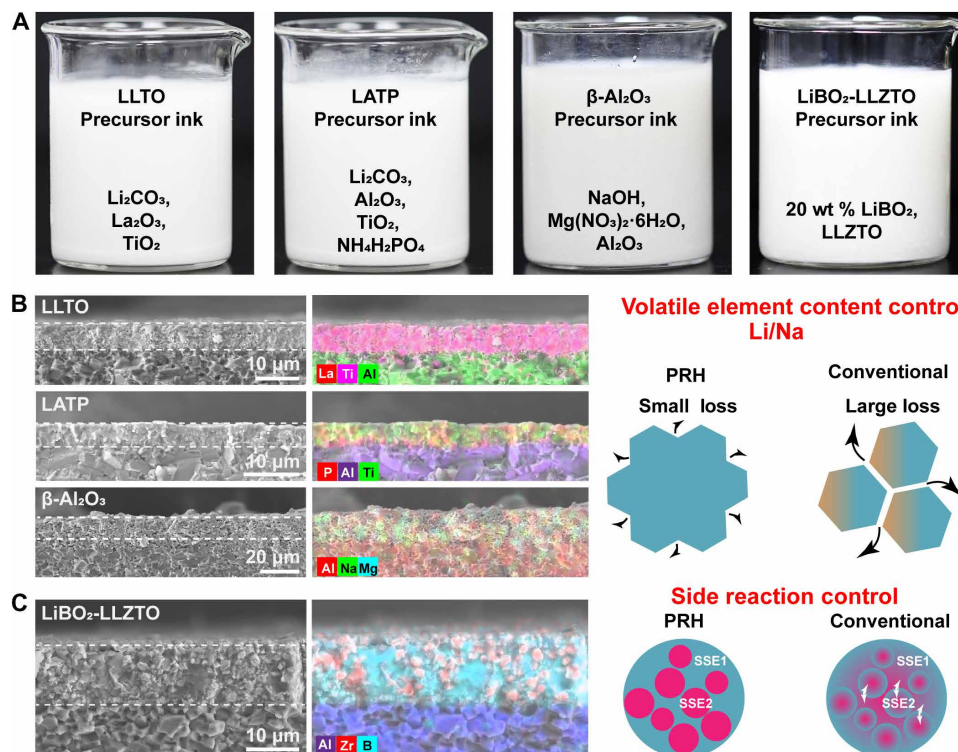 A
LLTO
Precursor ink
Li₂CO₃,
La₂O₃,
TiO₂
LATP
Precursor ink
Li₂CO₃,
Al₂O₃,
TiO₂,
NH₄H₂PO₄
β-Al₂O₃
Precursor ink
NaOH,
Mg(NO₃)₂·6H₂O,
Al₂O₃
LiBO₂-LLZTO
Precursor ink
20 wt % LiBO₂,
LLZTO
B
LLTO
10 µm
La Ti Al
LATP
10 µm
P Al Ti
β-Al₂O₃
20 µm
Al Na Mg
Volatile element content contro
Li/Na
PRH
Small loss
Conventional
Large loss
C
LiBO₂-LLZTO
10 µm
Al Zr B
Side reaction control
PRH
SSE1
SSE2
Conventional
SSE1
SSE2